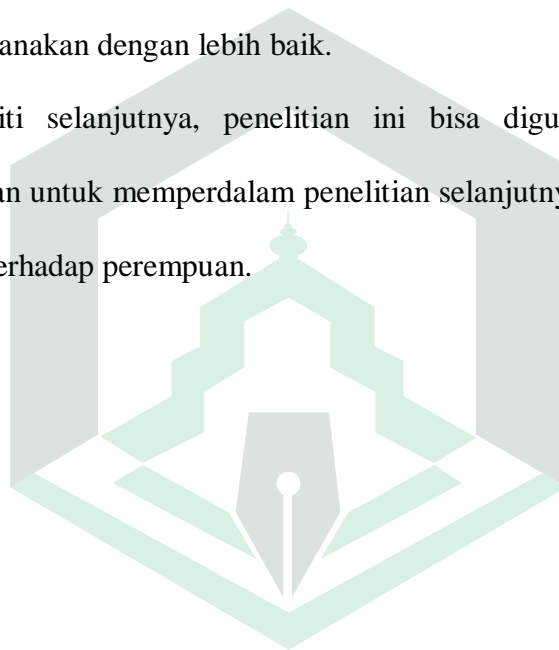 anakan dengan lebih baik.
iti selanjutnya, penelitian ini bisa digu
an untuk memperdalam penelitian selanjutny
erhadap perempuan.